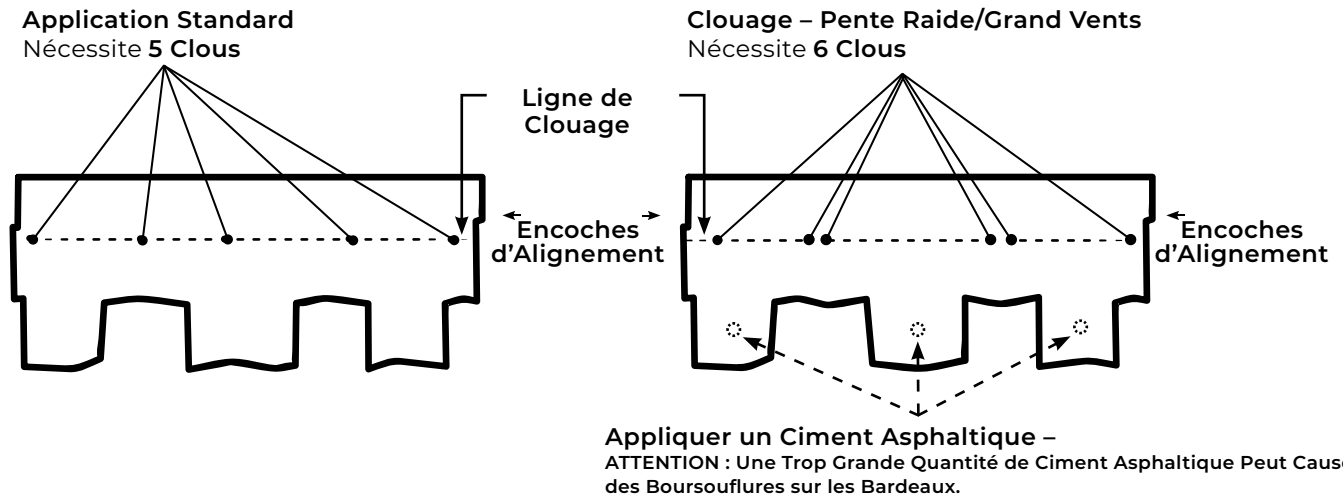 Application Standard
Nécessite 5 Clous
Clouage – Pente Raide/Grand Vents
Nécessite 6 Clous
Ligne de
Clouage
Encoches
d'Alignement
Encoches
d'Alignement
Appliquer un Ciment Asphaltique –
ATTENTION : Une Trop Grande Quantité de Ciment Asphaltique Peut Cause
des Boursouflures sur les Bardeaux.